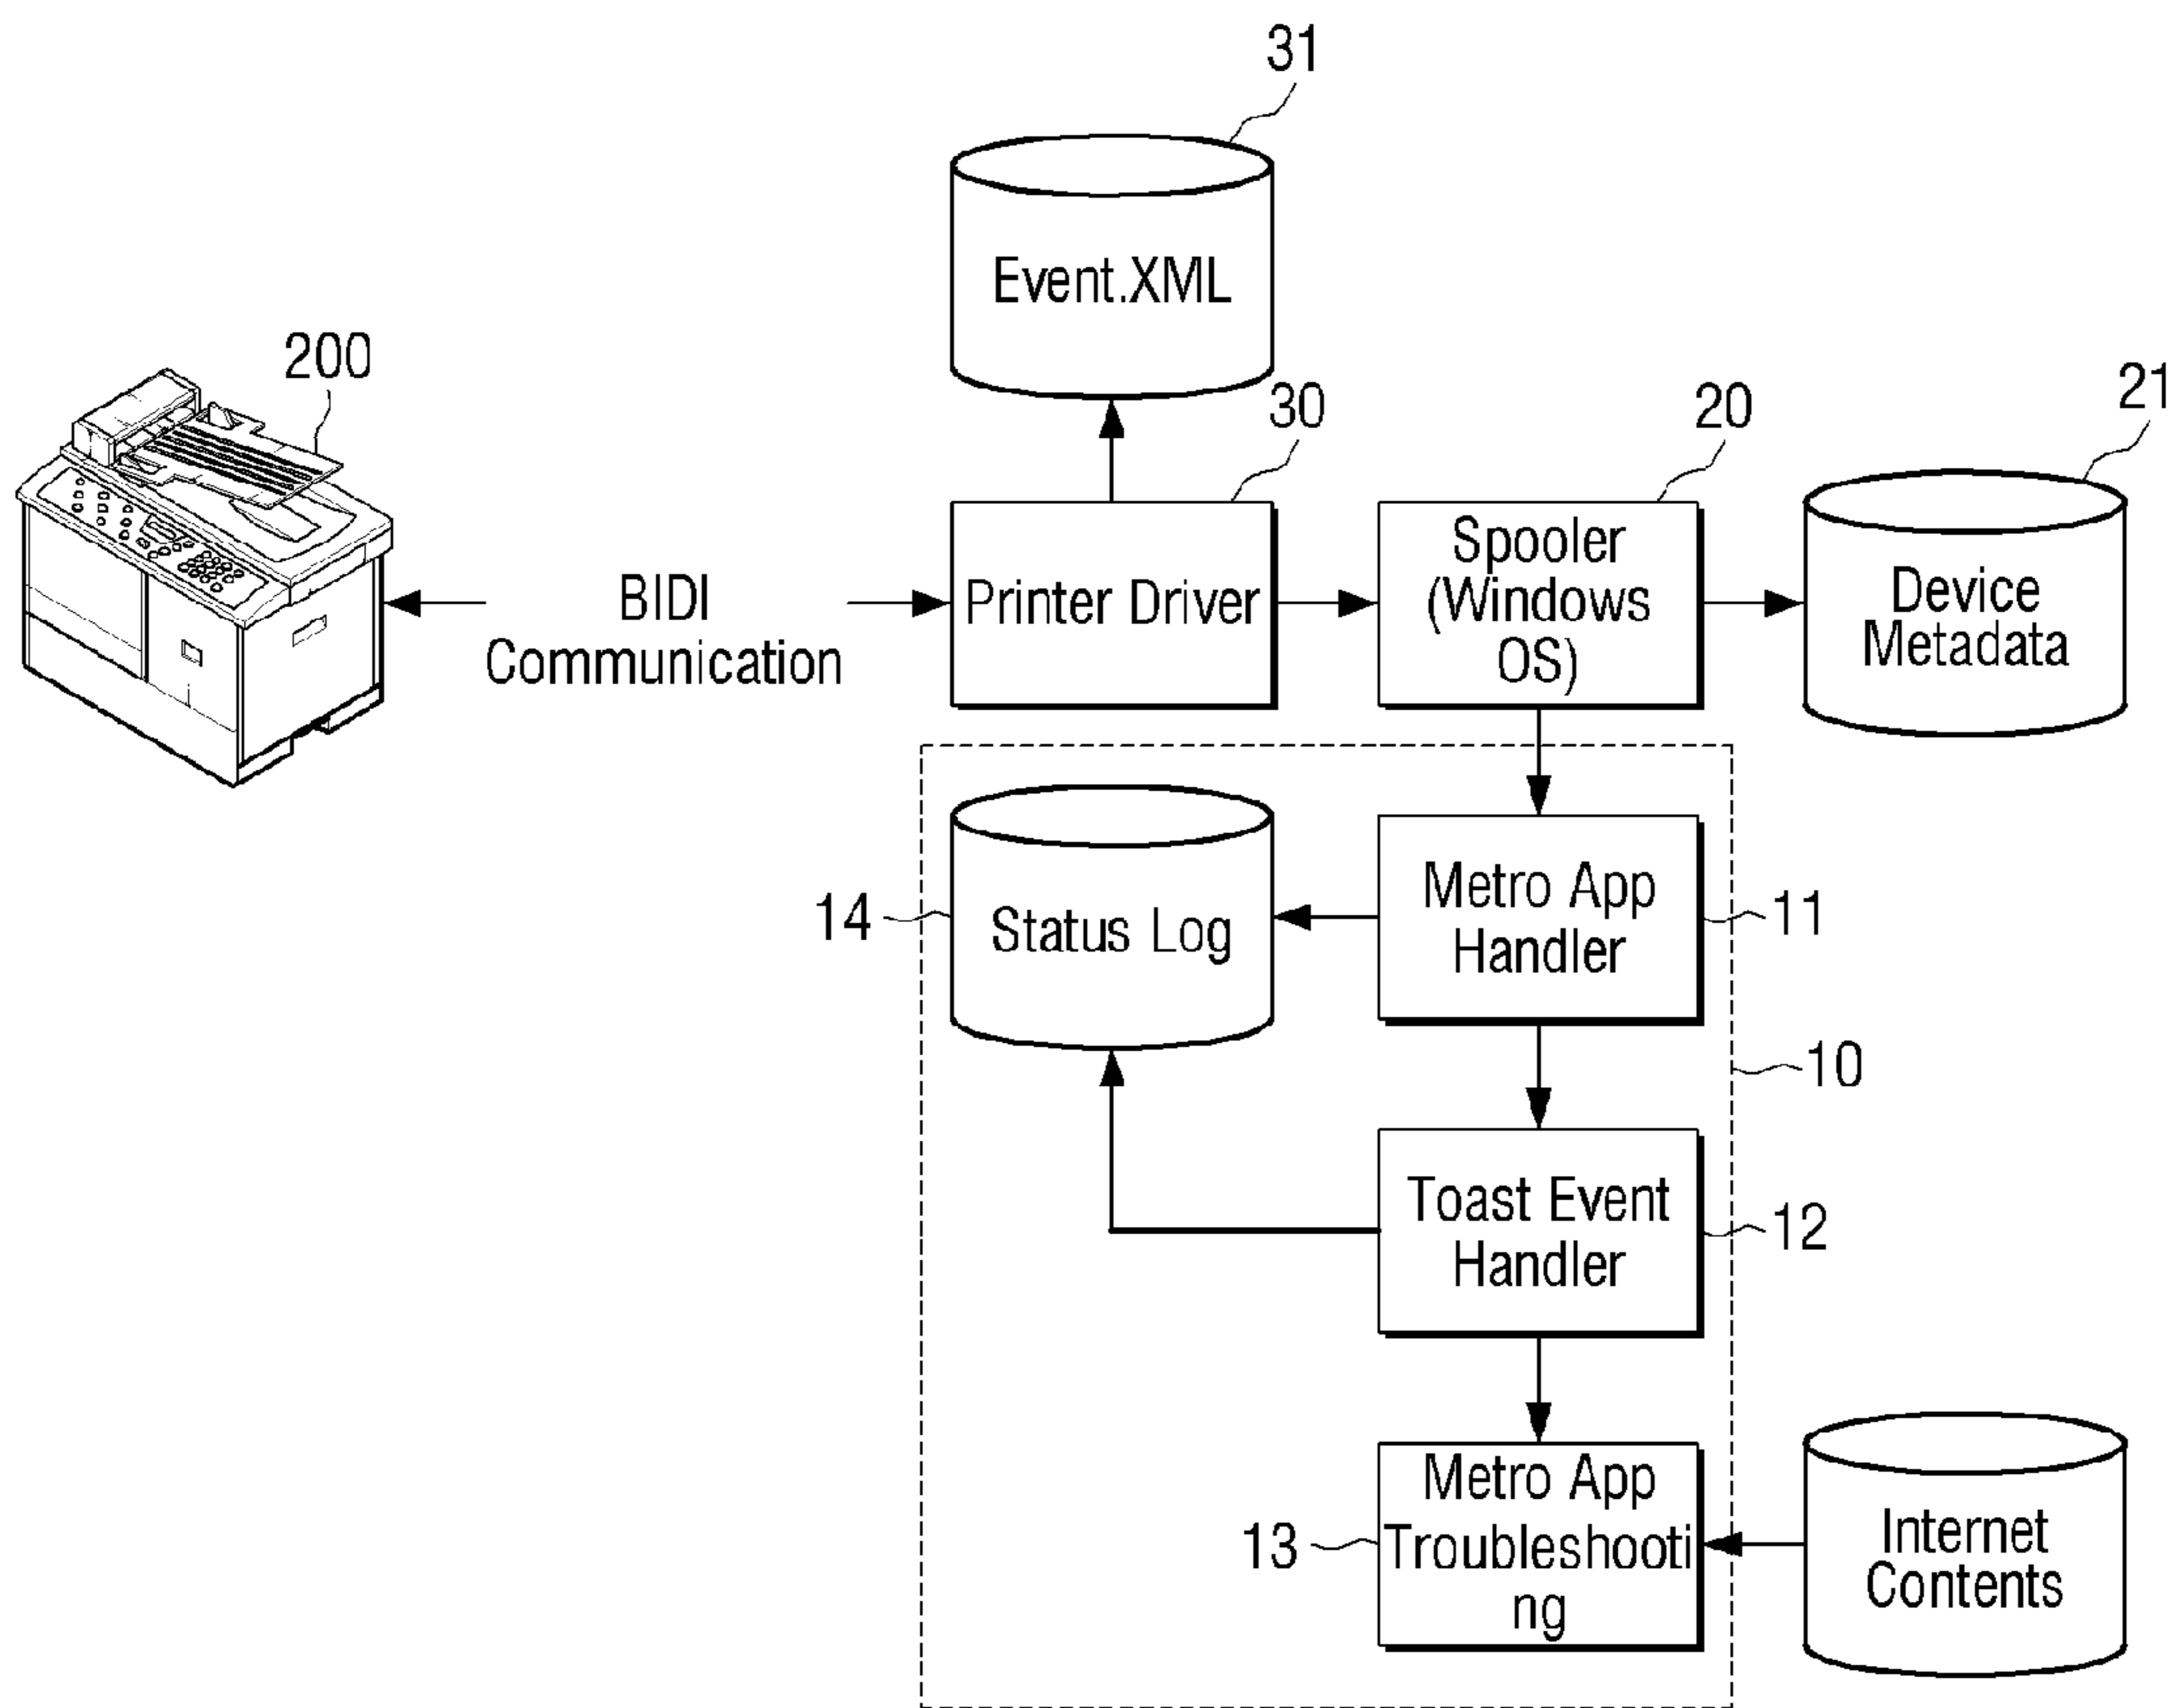 31
Event.XML
200
30
20
21
BIDI
Communication
Printer Driver
Spooler
(Windows
OS)
Device
Metadata
14
Status Log
Metro App
Handler
11
10
Toast Event
Handler
12
13
Metro App
Troubleshooti
ng
Internet
Contents